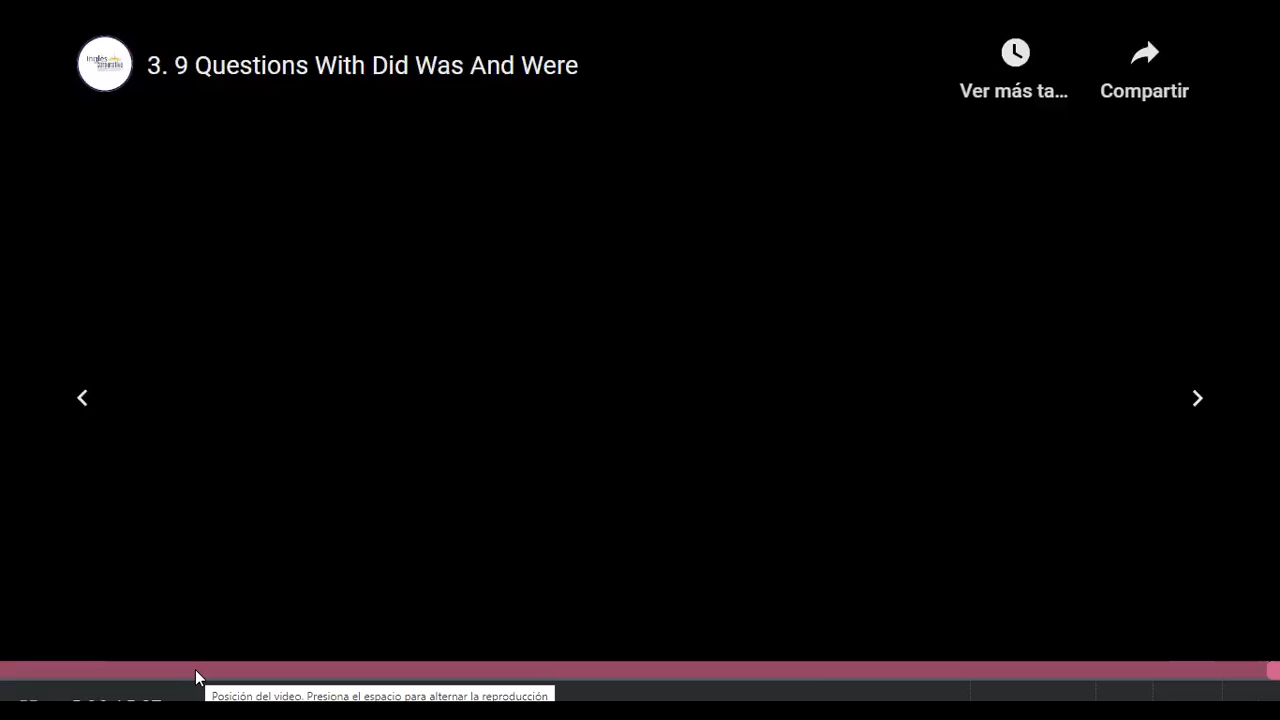 3. 9 Questions With Did Was And Were
Ver más ta...
Compartir
Posición del video. Presiona el espacio para alternar la reproducción